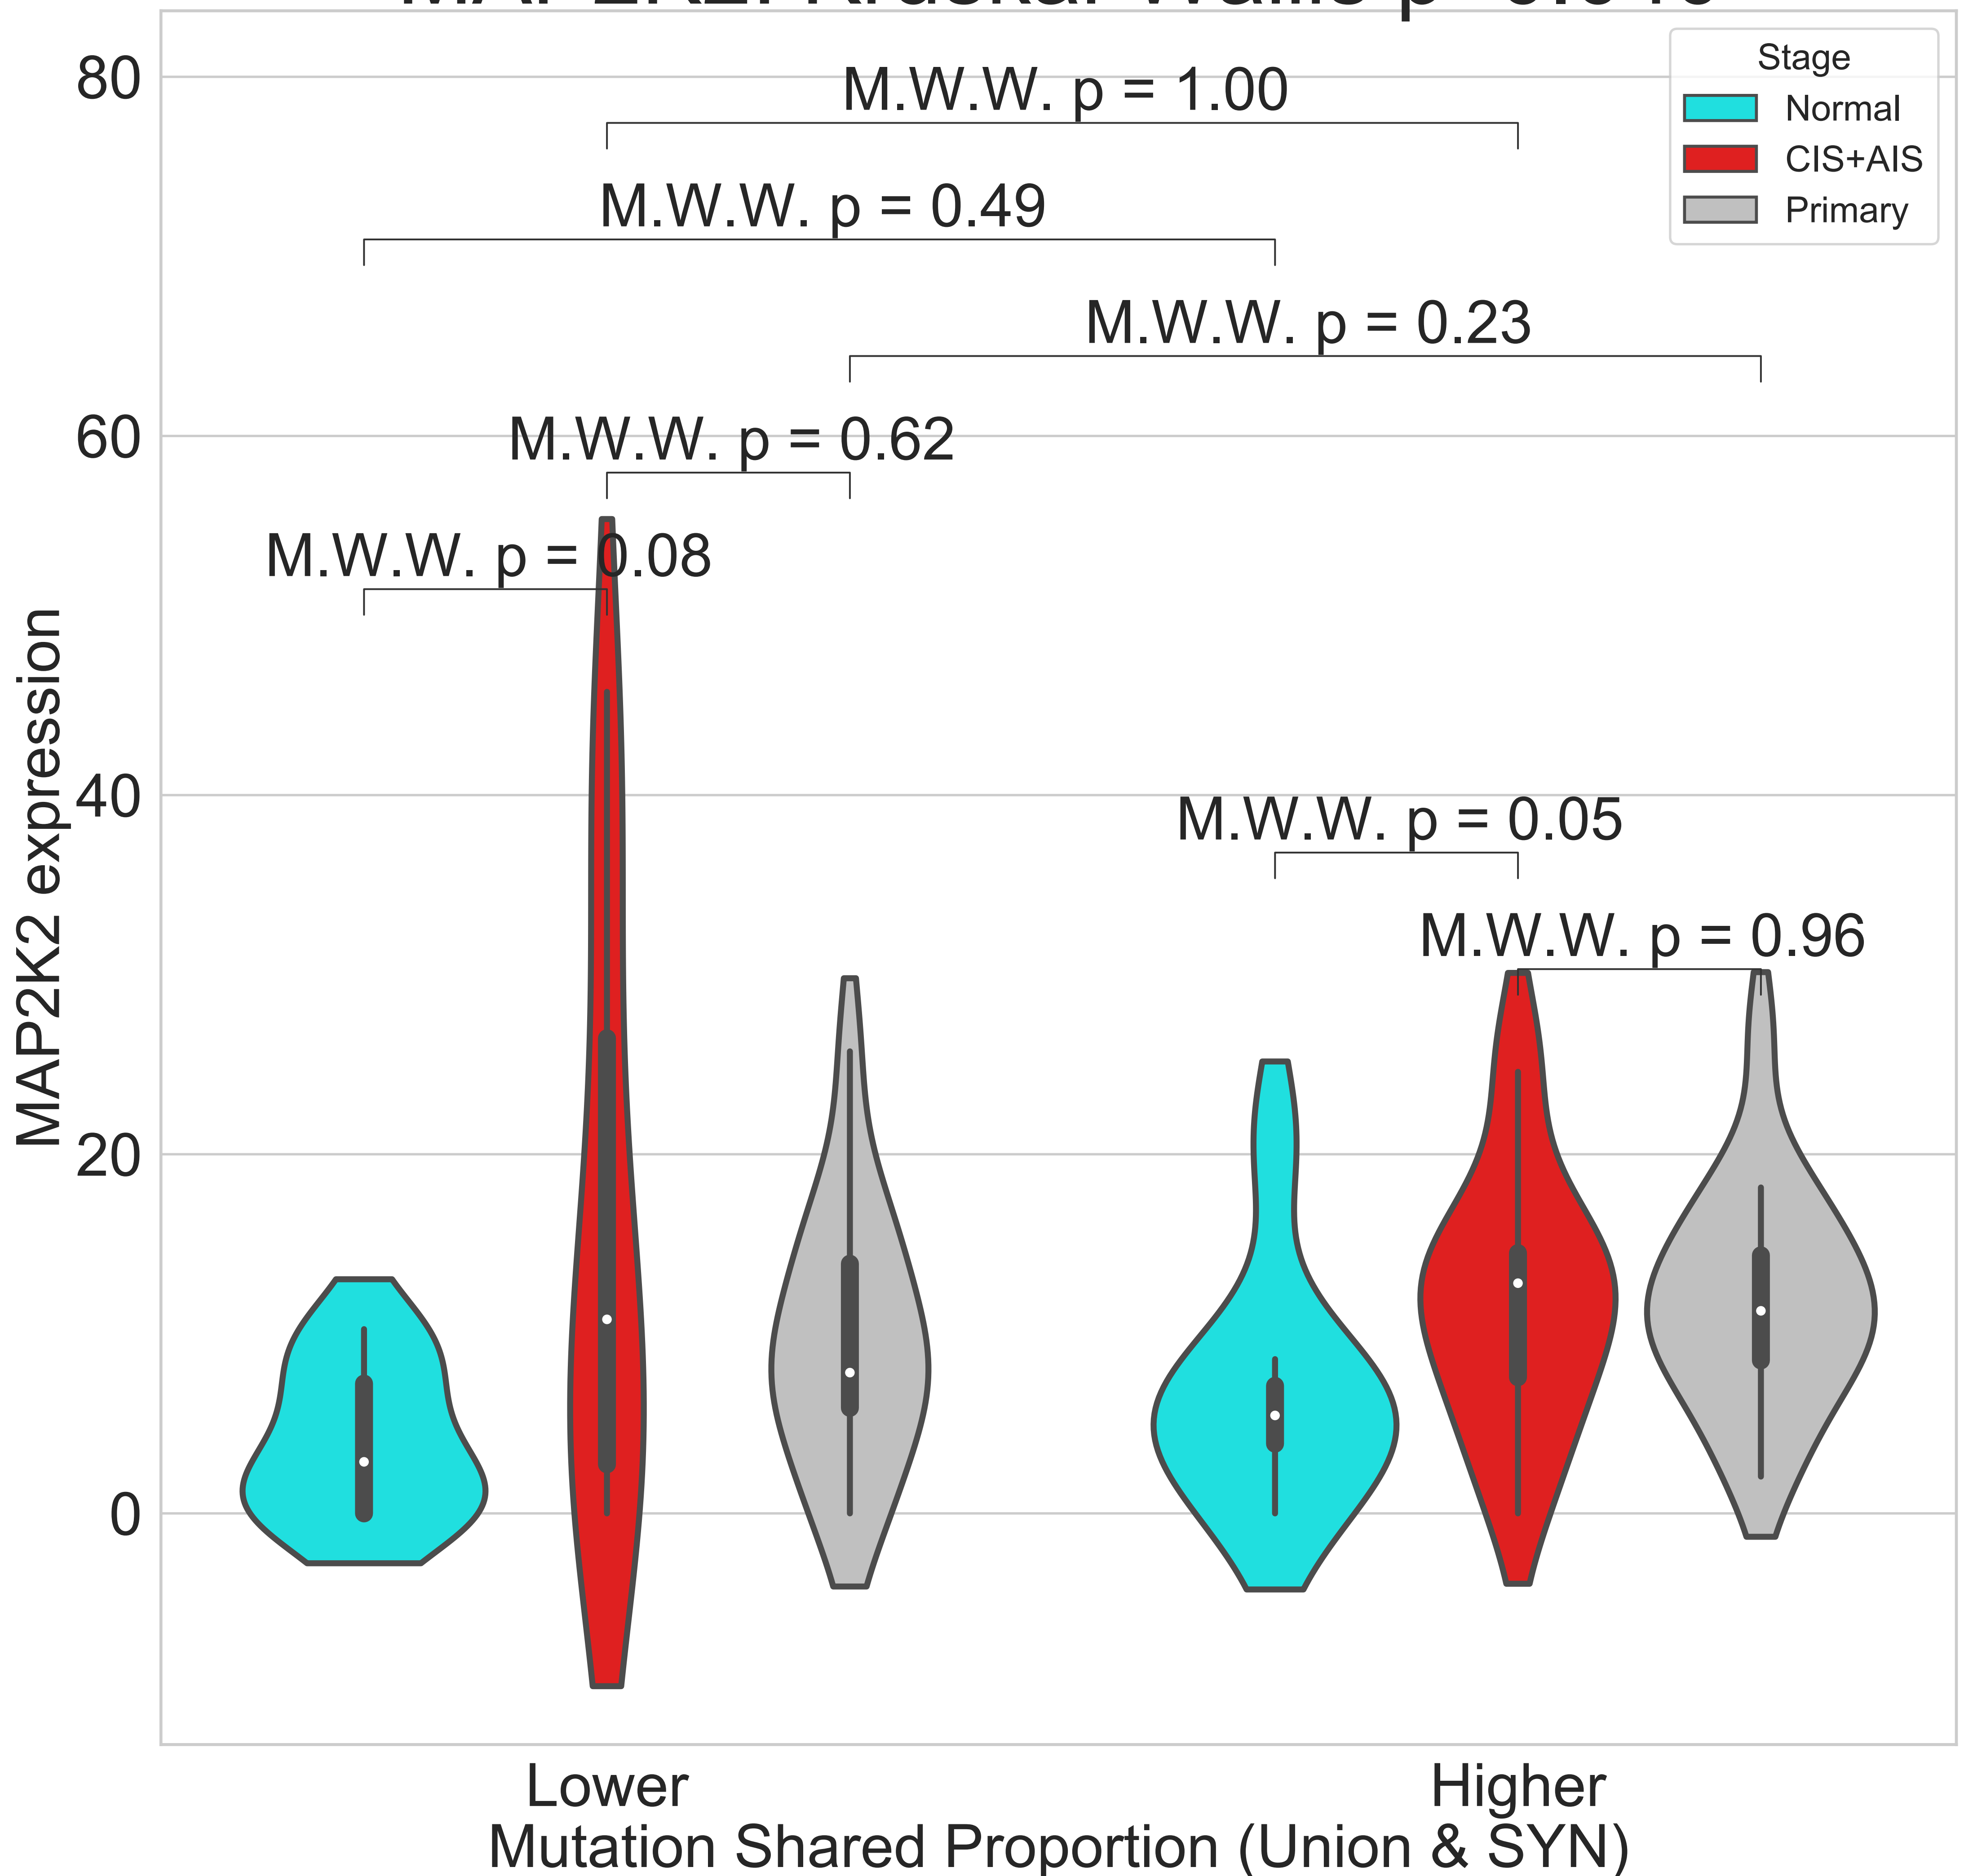 80
60
40
20
0
MAP2K2 expression
Stage
Normal
CIS+AIS
Primary
M.W.W. p = 1.00
M.W.W. p = 0.49
M.W.W. p = 0.23
M.W.W. p = 0.62
M.W.W. p = 0.08
M.W.W. p = 0.05
M.W.W. p = 0.96
Lower
Higher
Mutation Shared Proportion (Union & SYN)